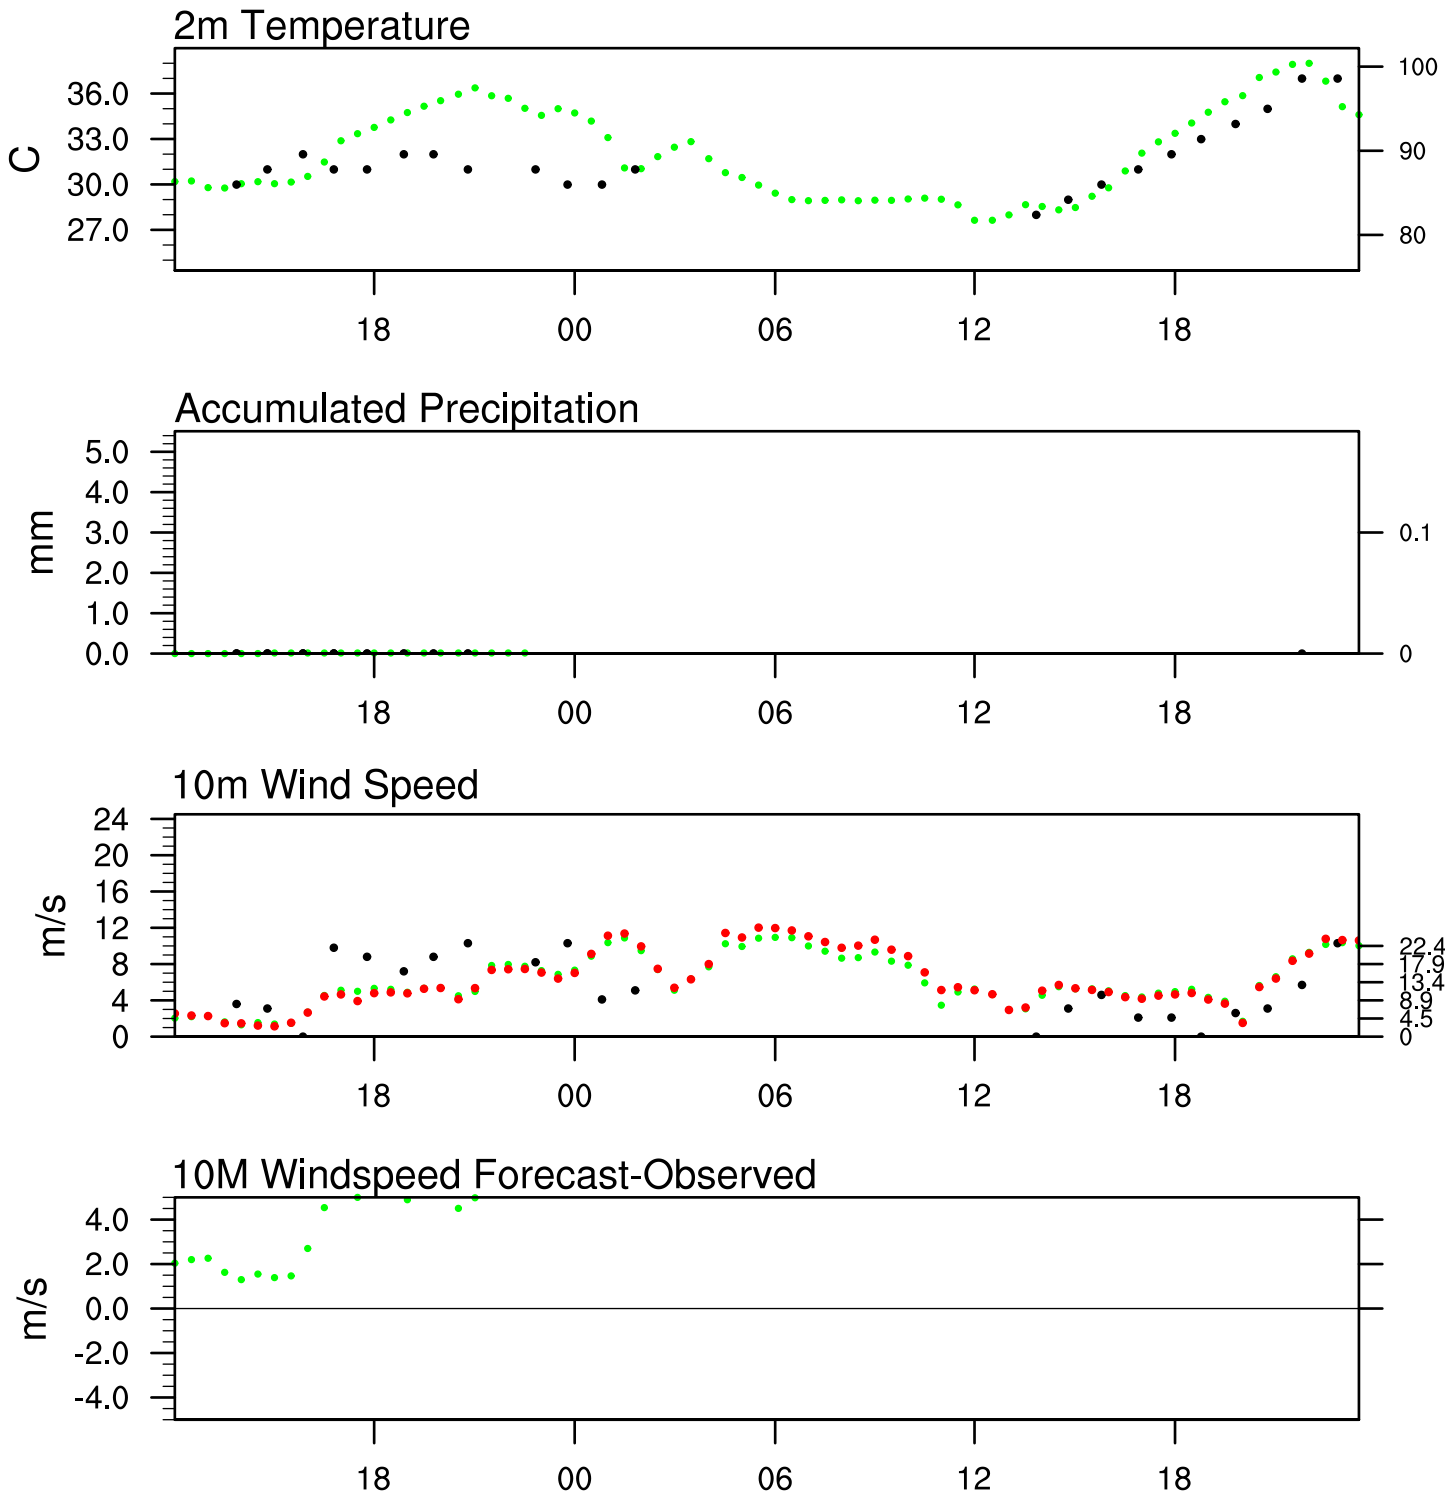 2m Temperature
C
36.0
33.0
30.0
27.0
100
90
80
18 00 06 12 18
Accumulated Precipitation
mm
5.0
4.0
3.0
2.0
1.0
0.0
0.1
0
18 00 06 12 18
10m Wind Speed
m/s
24
20
16
12
8
4
0
22.4
17.9
13.4
8.9
4.5
0
18 00 06 12 18
10M Windspeed Forecast-Observed
m/s
4.0
2.0
0.0
-2.0
-4.0
18 00 06 12 18